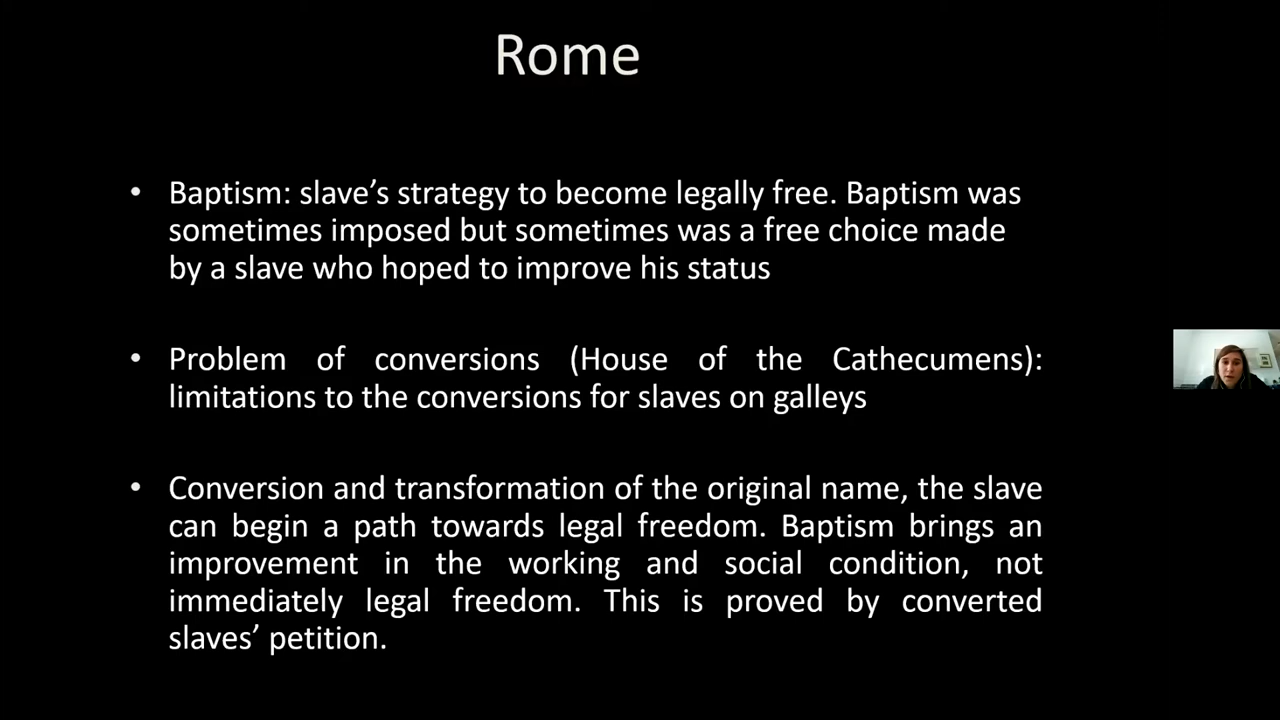 Rome
• Baptism: slave’s strategy to become legally free. Baptism was
sometimes imposed but sometimes was a free choice made
by a slave who hoped to improve his status
• Problem of conversions (House of the Cathecumens):
limitations to the conversions for slaves on galleys
• Conversion and transformation of the original name, the slave
can begin a path towards legal freedom. Baptism brings an
improvement in the working and social condition, not
immediately legal freedom. This is proved by converted
slaves’ petition.